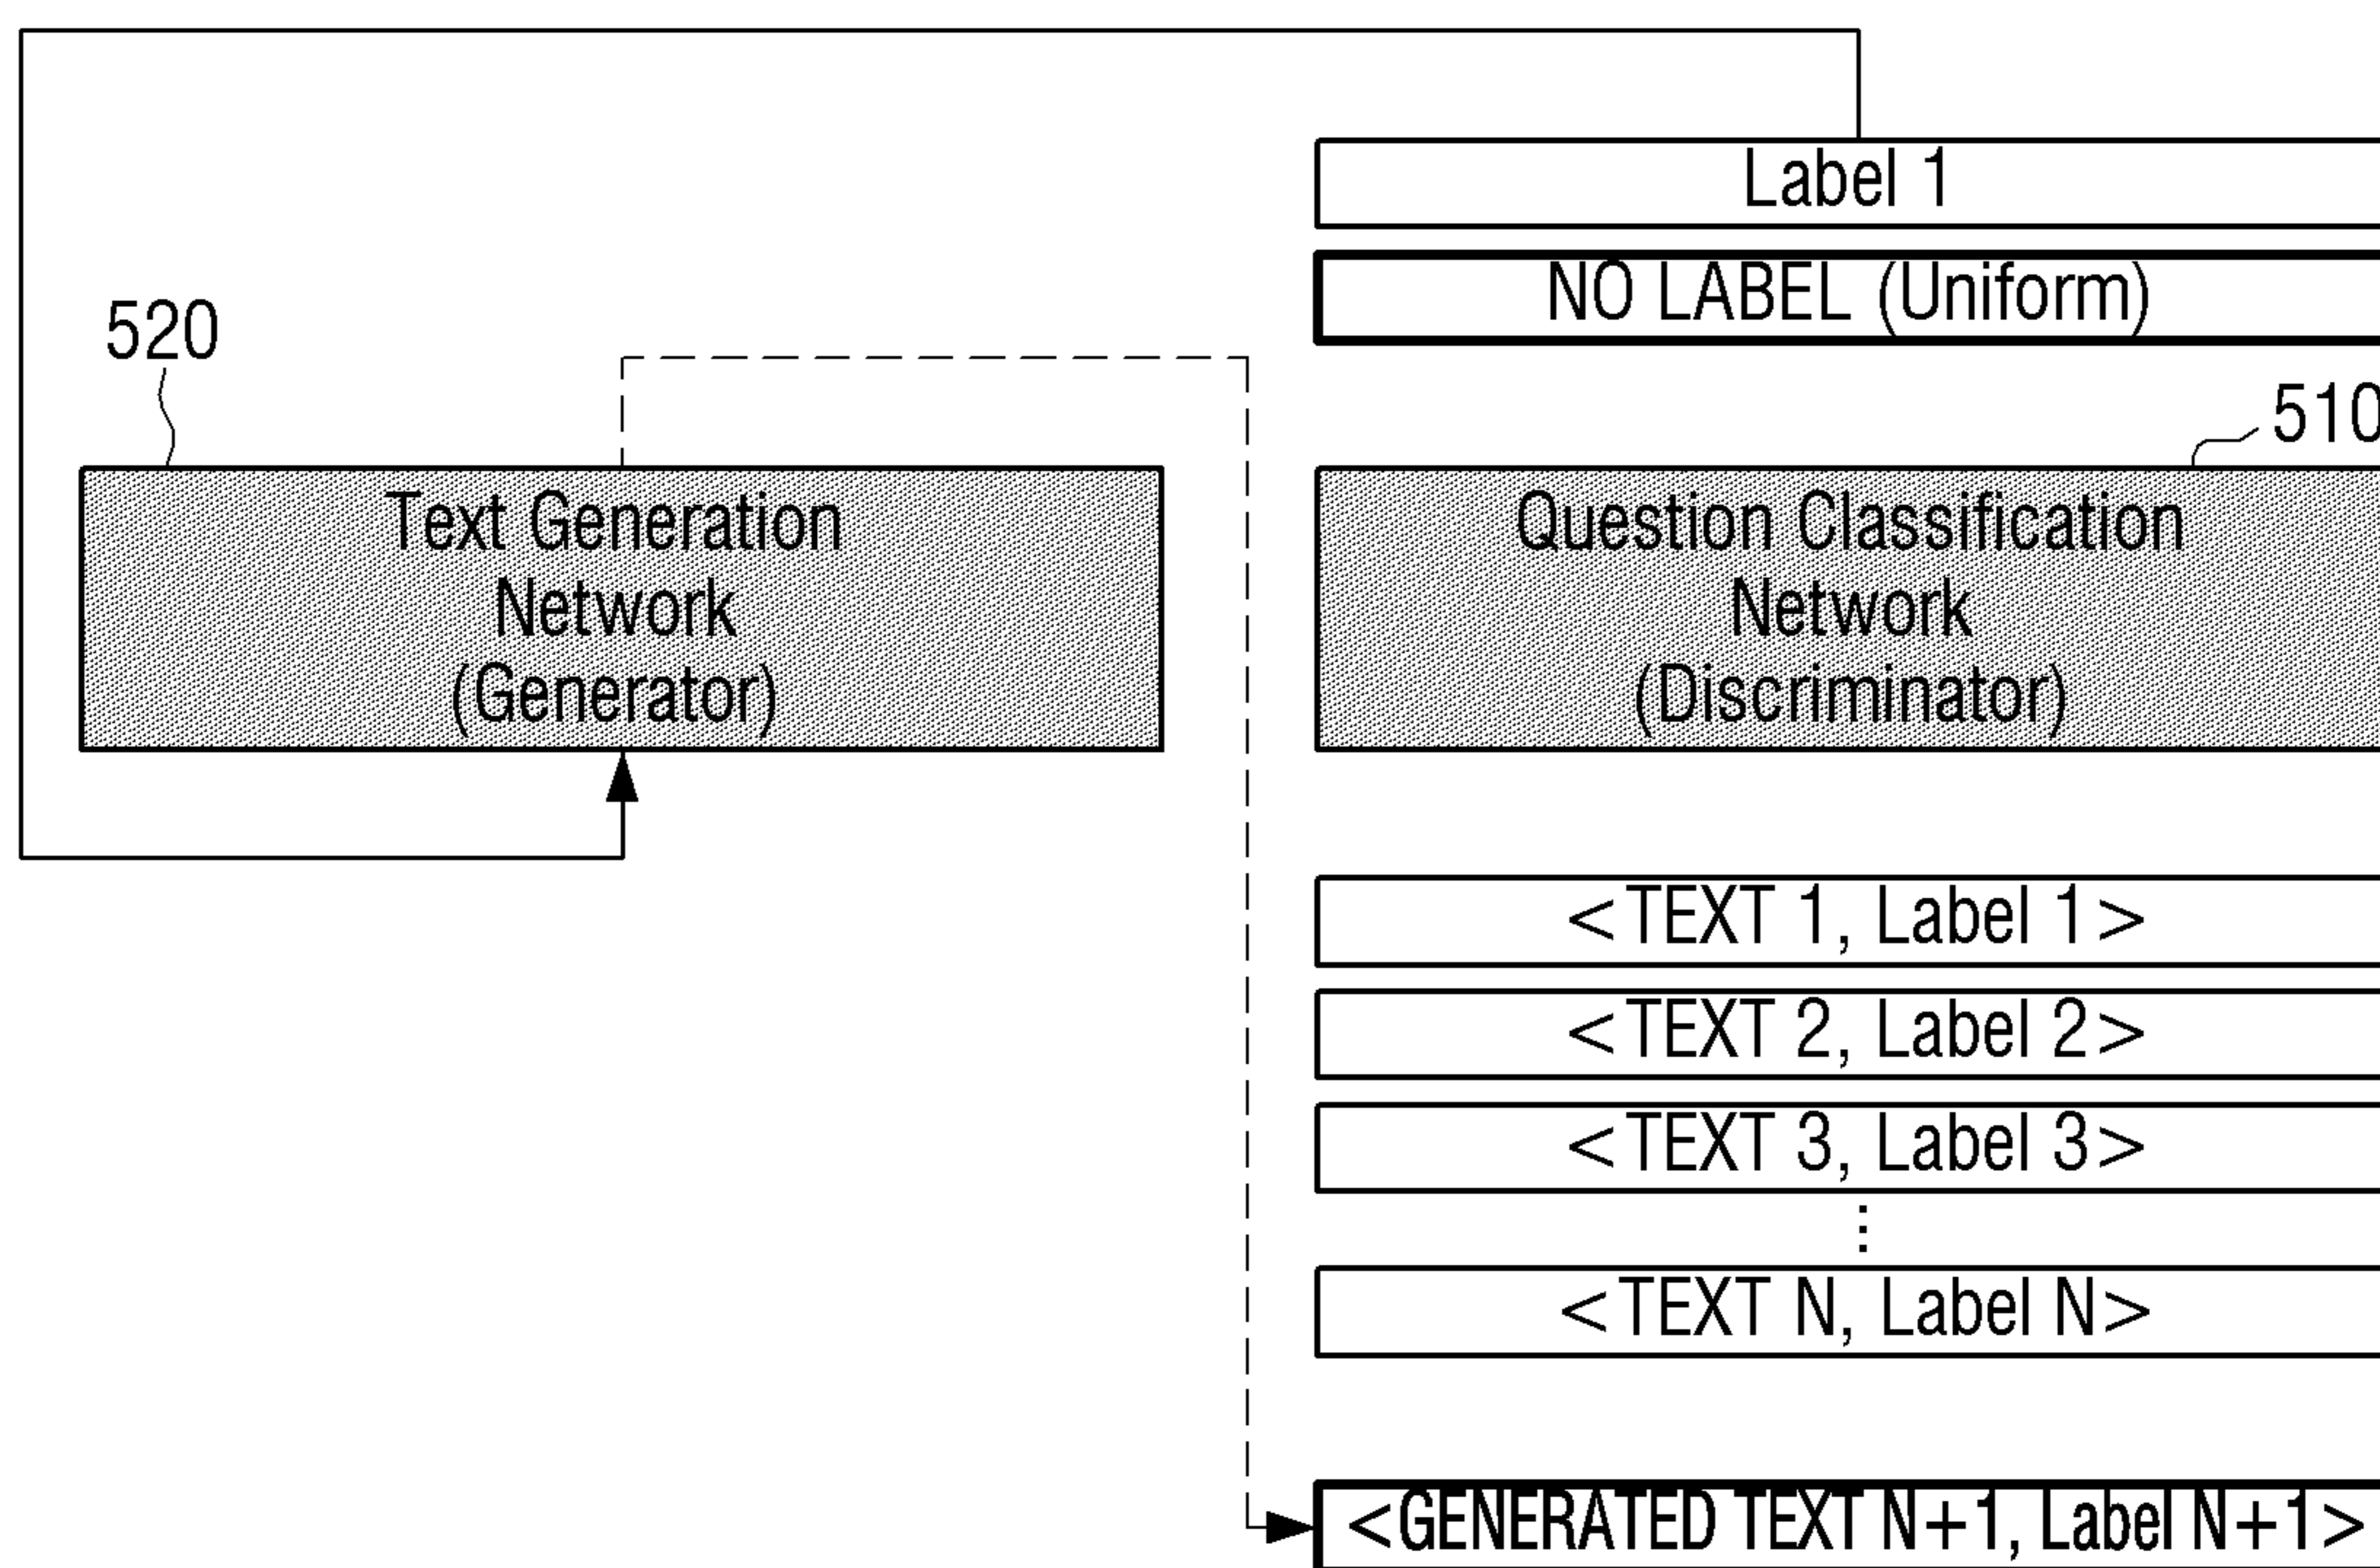 Label 1
NO LABEL (Uniform)
520
510
Text Generation
Network
(Generator)
Question Classification
Network
(Discriminator)
<TEXT 1, Label 1>
<TEXT 2, Label 2>
<TEXT 3, Label 3>
⋮
<TEXT N, Label N>
<GENERATED TEXT N+1, Label N+1>